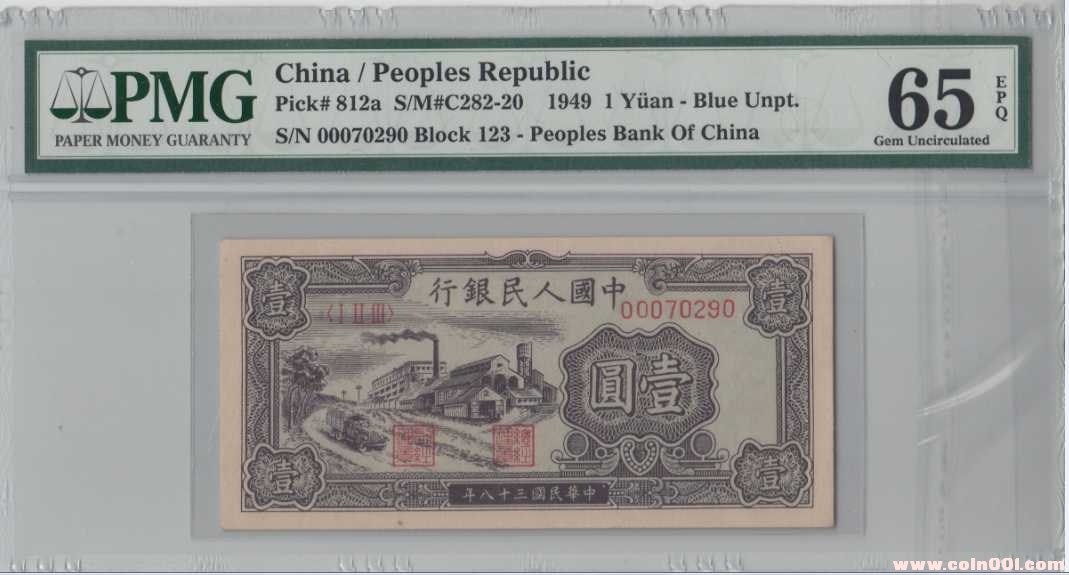 PMG
PAPER MONEY GUARANTY
China / Peoples Republic
Pick# 812a S/M#C282-20 1949 1 Yüan - Blue Unpt.
S/N 00070290 Block 123 - Peoples Bank Of China
65 EPQ
Gem Uncirculated
行銀民人國中
〈I II III〉
00070290
壹
壹
圓壹
壹
壹
年八十三國民華中
www.coin001.com